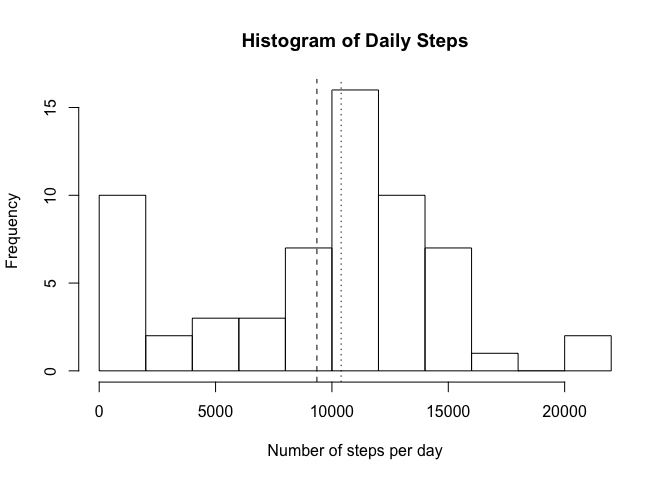 Histogram of Daily Steps
Frequency
15
10
5
0
0 5000 10000 15000 20000
Number of steps per day